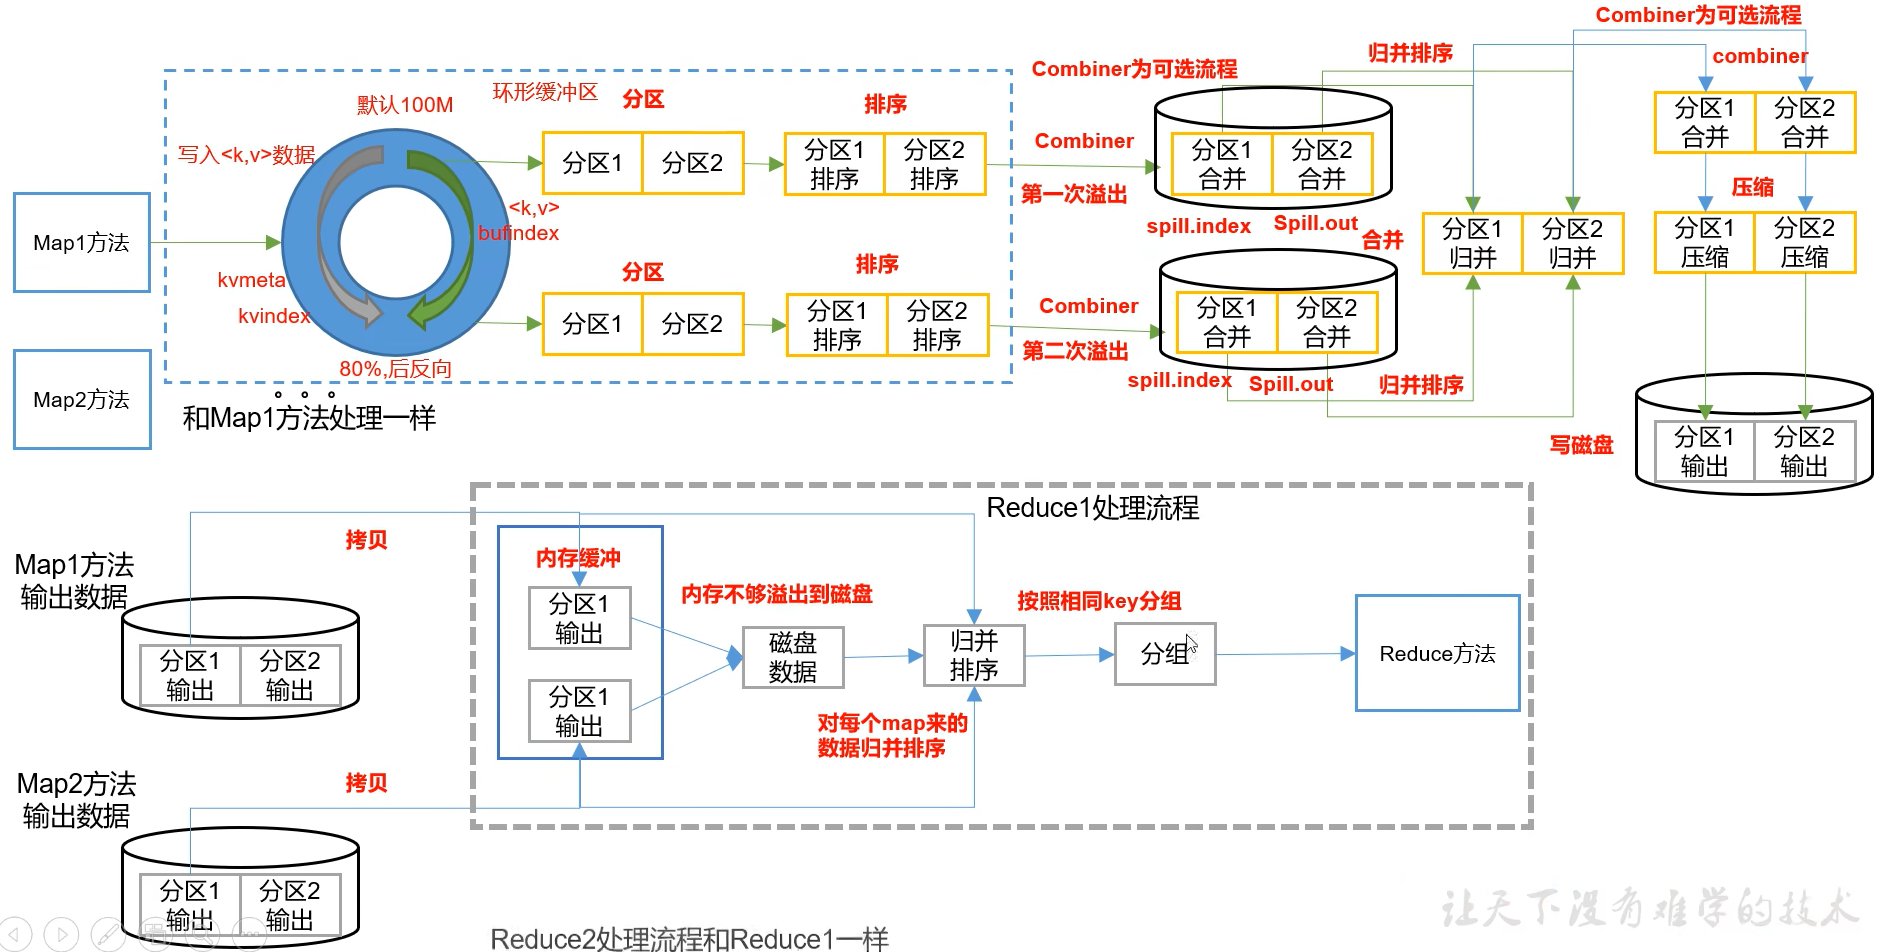 Combiner为可选流程
归并排序
combiner
Combiner为可选流程
默认100M
环形缓冲区
分区
排序
写入<k,v>数据
分区1
分区2
分区1
排序
分区2
排序
Combiner
第一次溢出
分区1
合并
分区2
合并
spill.index
Spill.out
分区1
合并
分区2
合并
压缩
Map1方法
<k,v>
bufindex
kvmeta
kvindex
80%,后反向
分区
排序
分区1
分区2
分区1
排序
分区2
排序
Combiner
第二次溢出
合并
分区1
归并
分区2
归并
分区1
压缩
分区2
压缩
分区1
合并
分区2
合并
spill.index
Spill.out
归并排序
Map2方法
和Map1方法处理一样
写磁盘
分区1
输出
分区2
输出
Reduce1处理流程
拷贝
Map1方法
输出数据
分区1
输出
分区2
输出
内存缓冲
分区1
输出
分区1
输出
内存不够溢出到磁盘
磁盘
数据
归并
排序
对每个map来的
数据归并排序
按照相同key分组
分组
Reduce方法
Map2方法
输出数据
拷贝
分区1
输出
分区2
输出
Reduce2处理流程和Reduce1一样
让天下没有难学的技术